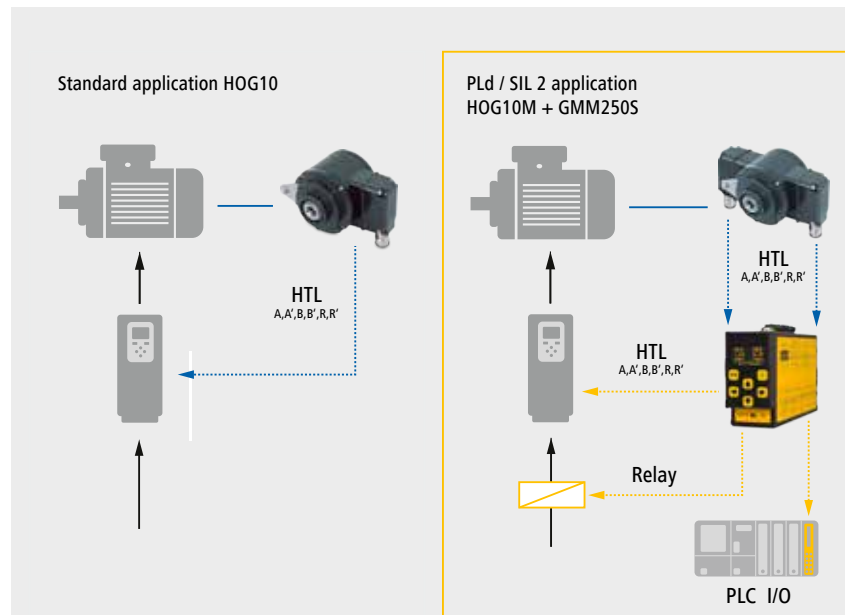 Standard application HOG10
HTL
A,A‘,B,B‘,R,R‘
PLd / SIL 2 application
HOG10M + GMM250S
HTL
A,A‘,B,B‘,R,R‘
HTL
A,A‘,B,B‘,R,R‘
Relay
PLC I/O